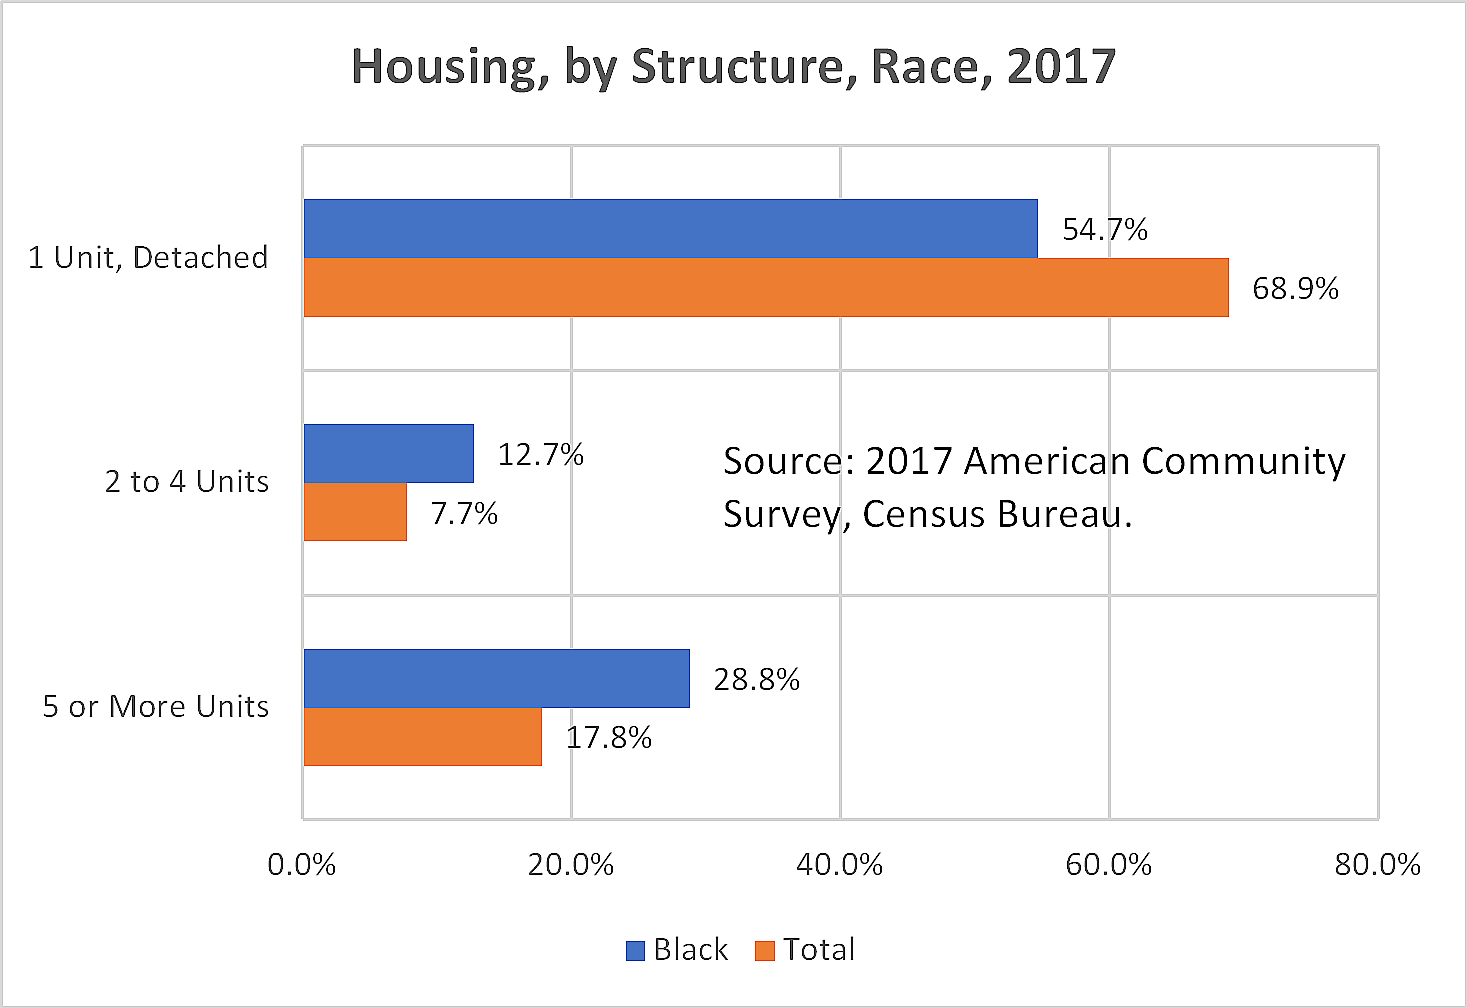 Housing, by Structure, Race, 2017
1 Unit, Detached
54.7%
68.9%
2 to 4 Units
12.7%
7.7%
Source: 2017 American Community
Survey, Census Bureau.
5 or More Units
28.8%
17.8%
0.0% 20.0% 40.0% 60.0% 80.0%
Black Total